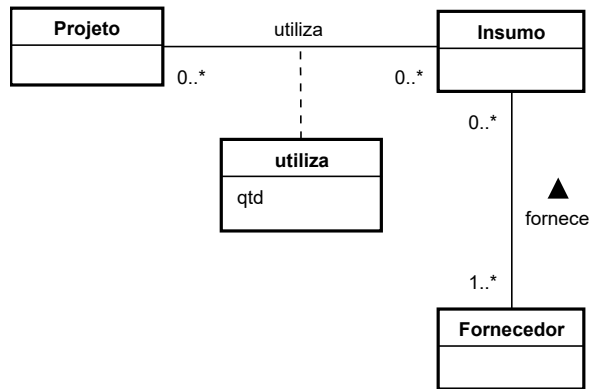 Projeto
utiliza
Insumo
0..*
0..*
0..*
utiliza
qtd
▲
fornece
1..*
Fornecedor